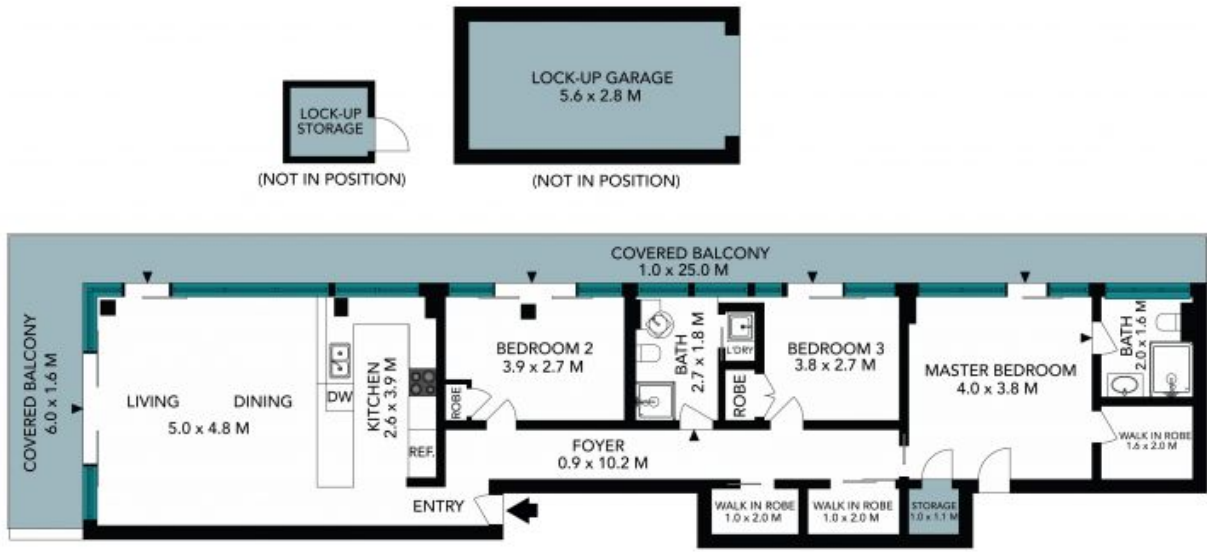 LOCK-UP
STORAGE
(NOT IN POSITION)
LOCK-UP GARAGE
5.6 x 2.8 M
(NOT IN POSITION)
COVERED BALCONY
1.0 x 25.0 M
COVERED BALCONY
6.0 x 1.6 M
LIVING DINING
5.0 x 4.8 M
DW
KITCHEN
2.6 x 3.9 M
REF.
BEDROOM 2
3.9 x 2.7 M
ROBE
BATH
2.7 x 1.8 M
L'DRY
ROBE
BEDROOM 3
3.8 x 2.7 M
MASTER BEDROOM
4.0 x 3.8 M
BATH
2.0 x 1.6 M
WALK IN ROBE
1.6 x 2.0 M
FOYER
0.9 x 10.2 M
ENTRY
WALK IN ROBE
1.0 x 2.0 M
WALK IN ROBE
1.0 x 2.0 M
STORAGE
1.0 x 1.1 M